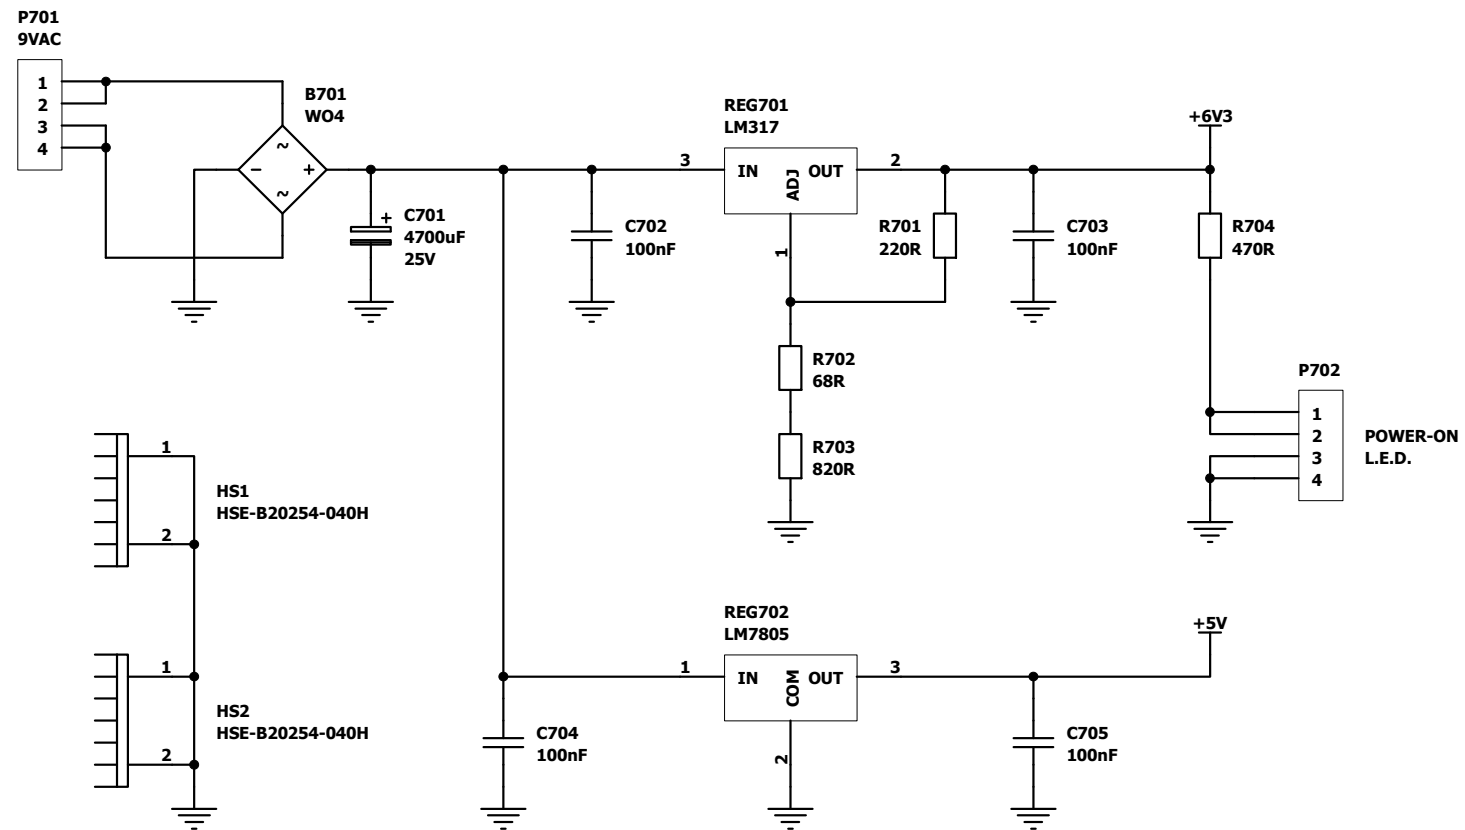 P701
9VAC
1
2
3
4
B701
WO4
~
−
+
~
+
C701
4700uF
25V
C702
100nF
REG701
LM317
3
IN
ADJ
OUT
2
1
R701
220R
C703
100nF
+6V3
R704
470R
R702
68R
R703
820R
P702
1
2
3
4
POWER-ON
L.E.D.
1
2
HS1
HSE-B20254-040H
1
2
HS2
HSE-B20254-040H
C704
100nF
REG702
LM7805
1
IN
COM
OUT
3
2
C705
100nF
+5V